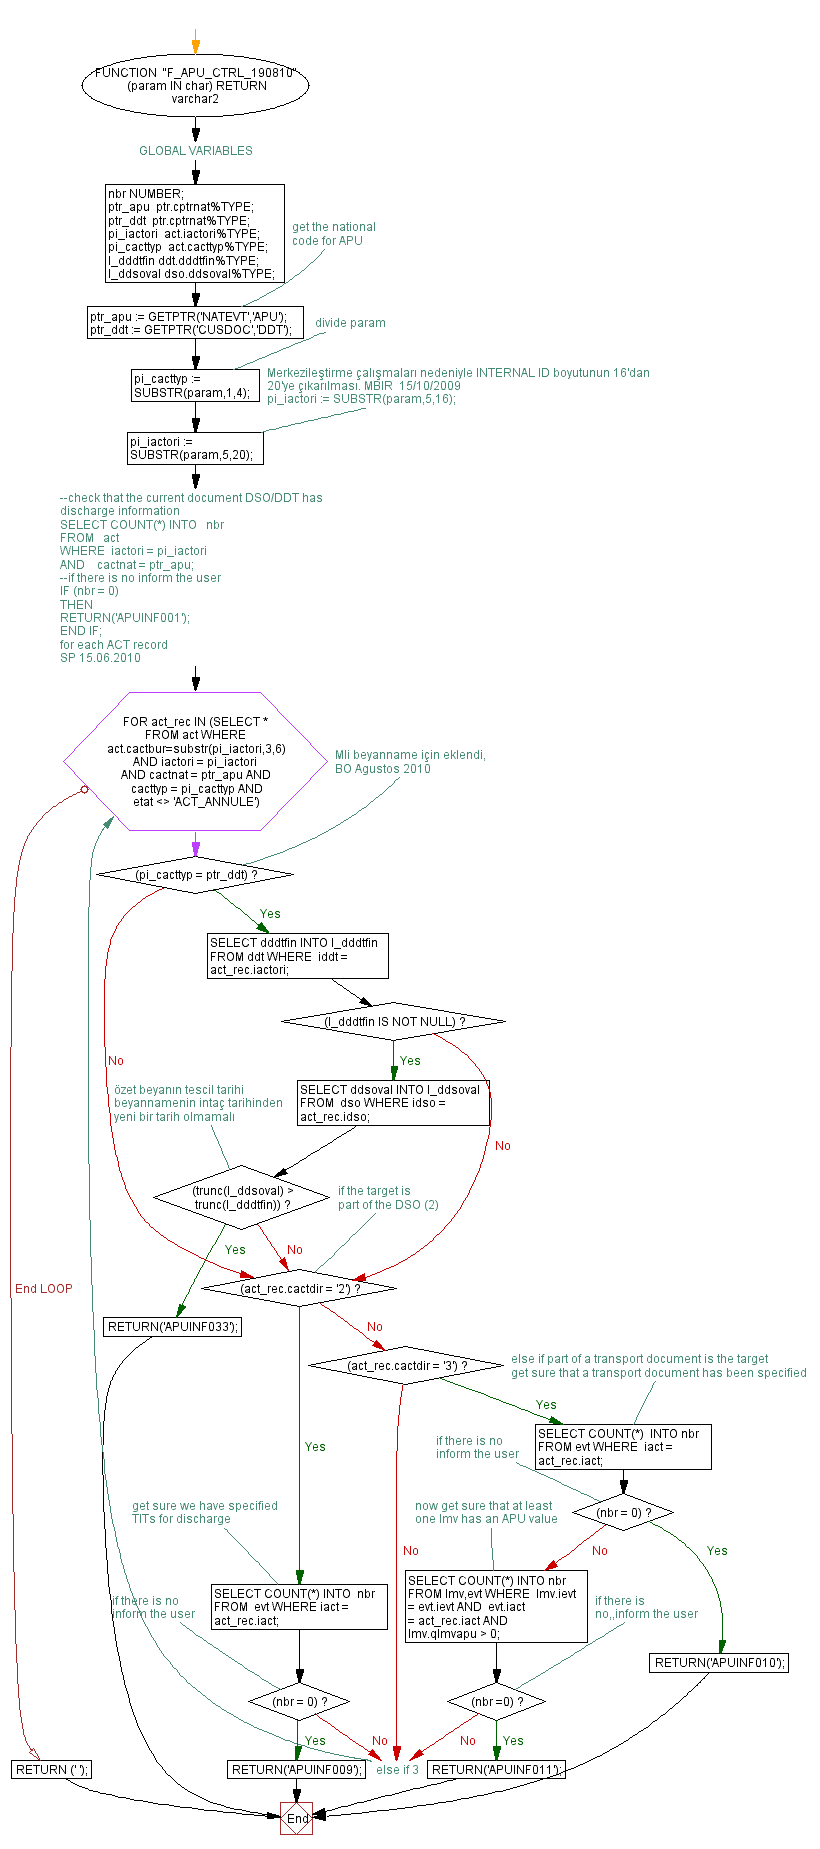 FUNCTION "F_APU_CTRL_190810"
(param IN char) RETURN
varchar2
GLOBAL VARIABLES
nbr NUMBER;
ptr_apu  ptr.cptrnat%TYPE;
ptr_ddt  ptr.cptrnat%TYPE;
pi_iactori  act.iactori%TYPE;
pi_cacttyp  act.cacttyp%TYPE;
l_dddtfin ddt.dddtfin%TYPE;
l_ddsoval dso.ddsoval%TYPE;
get the national
code for APU
ptr_apu := GETPTR('NATEVT','APU');
ptr_ddt := GETPTR('CUSDOC','DDT');
divide param
pi_cacttyp :=
SUBSTR(param,1,4);
Merkezileştirme çalışmaları nedeniyle INTERNAL ID boyutunun 16'dan
20'ye çıkarılması. MBIR  15/10/2009
pi_iactori := SUBSTR(param,5,16);
pi_iactori :=
SUBSTR(param,5,20);
--check that the current document DSO/DDT has
discharge information
SELECT COUNT(*) INTO   nbr
FROM   act
WHERE  iactori = pi_iactori
AND    cactnat = ptr_apu;
--if there is no inform the user
IF (nbr = 0)
THEN
RETURN('APUINF001');
END IF;
for each ACT record
SP 15.06.2010
FOR act_rec IN (SELECT *
FROM act WHERE
act.cactbur=substr(pi_iactori,3,6)
AND iactori = pi_iactori
AND cactnat = ptr_apu AND
cacttyp = pi_cacttyp AND
etat <> 'ACT_ANNULE')
Mli beyanname için eklendi,
BO Agustos 2010
(pi_cacttyp = ptr_ddt) ?
Yes
SELECT dddtfin INTO l_dddtfin
FROM ddt WHERE  iddt =
act_rec.iactori;
(l_dddtfin IS NOT NULL) ?
No
Yes
özet beyanın tescil tarihi
beyannamenin intaç tarihinden
yeni bir tarih olmamalı
SELECT ddsoval INTO l_ddsoval
FROM  dso WHERE idso =
act_rec.idso;
No
(trunc(l_ddsoval) >
trunc(l_dddtfin)) ?
if the target is
part of the DSO (2)
Yes
No
End LOOP
(act_rec.cactdir = '2') ?
RETURN('APUINF033');
No
(act_rec.cactdir = '3') ?
else if part of a transport document is the target
get sure that a transport document has been specified
Yes
SELECT COUNT(*)  INTO nbr
FROM evt WHERE  iact =
act_rec.iact;
Yes
if there is no
inform the user
get sure we have specified
TITs for discharge
now get sure that at least
one lmv has an APU value
(nbr = 0) ?
No
No
Yes
SELECT COUNT(*) INTO nbr
FROM lmv,evt WHERE  lmv.ievt
= evt.ievt AND  evt.iact
= act_rec.iact AND
lmv.qlmvapu > 0;
SELECT COUNT(*) INTO  nbr
FROM  evt WHERE iact =
act_rec.iact;
if there is no
inform the user
if there is
no,,inform the user
RETURN('APUINF010');
(nbr = 0) ?
(nbr =0) ?
Yes
No
No
Yes
RETURN (' ');
RETURN('APUINF009');
else if 3
RETURN('APUINF011');
End